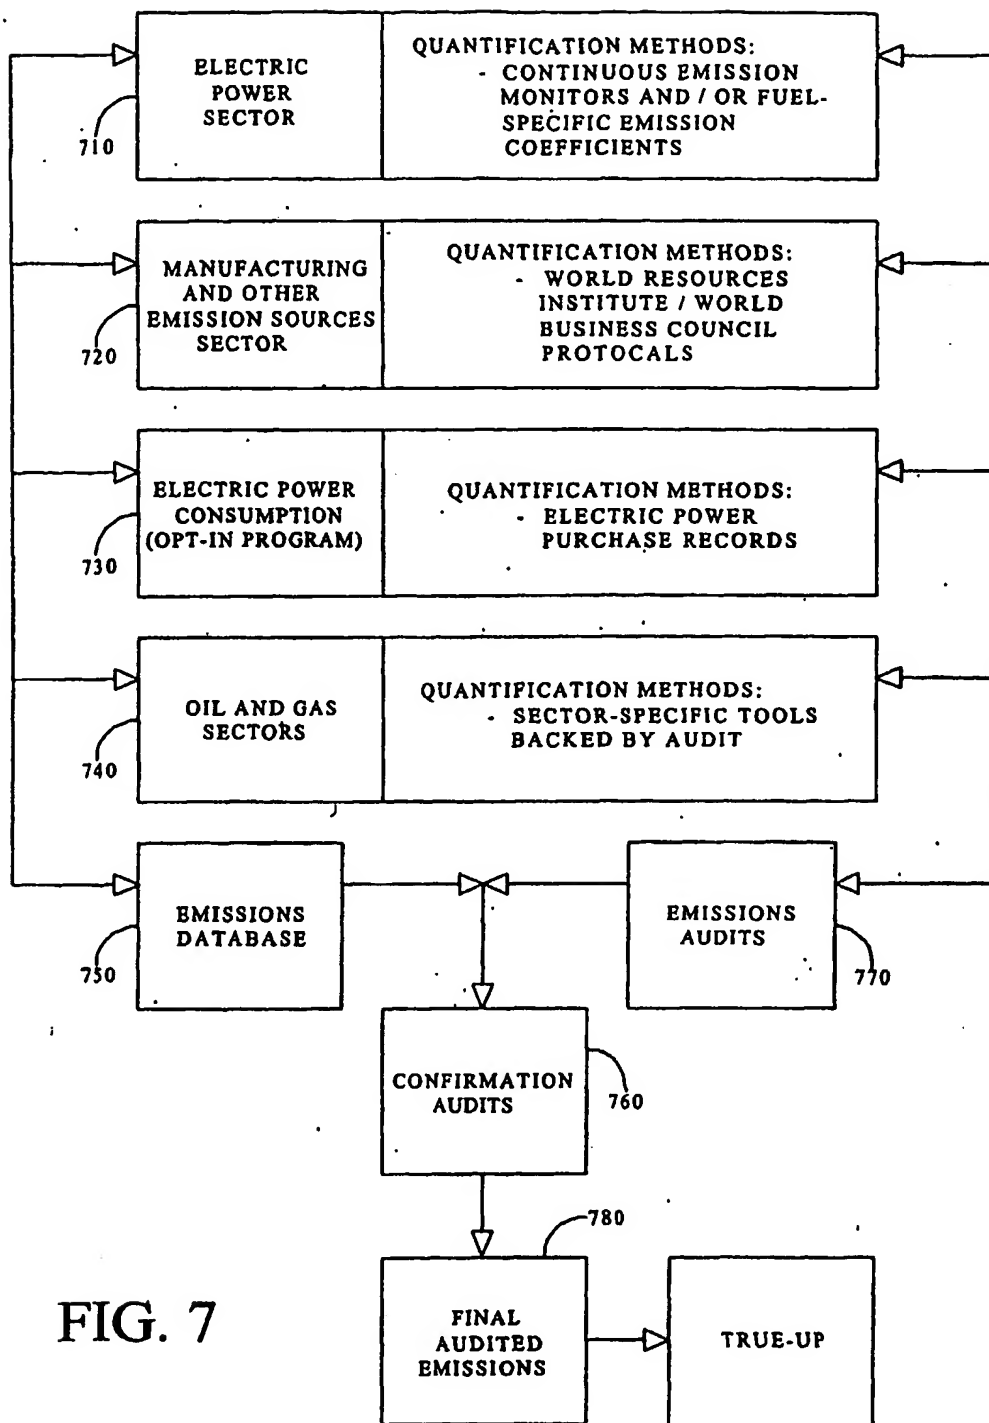 ELECTRIC
POWER
SECTOR
710
QUANTIFICATION METHODS:
- CONTINUOUS EMISSION
MONITORS AND / OR FUEL-
SPECIFIC EMISSION
COEFFICIENTS
MANUFACTURING
AND OTHER
EMISSION SOURCES
SECTOR
720
QUANTIFICATION METHODS:
- WORLD RESOURCES
INSTITUTE / WORLD
BUSINESS COUNCIL
PROTOCALS
ELECTRIC POWER
CONSUMPTION
(OPT-IN PROGRAM)
730
QUANTIFICATION METHODS:
- ELECTRIC POWER
PURCHASE RECORDS
OIL AND GAS
SECTORS
740
QUANTIFICATION METHODS:
- SECTOR-SPECIFIC TOOLS
BACKED BY AUDIT
EMISSIONS
DATABASE
750
EMISSIONS
AUDITS
770
CONFIRMATION
AUDITS
760
780
FINAL
AUDITED
EMISSIONS
TRUE-UP
FIG. 7